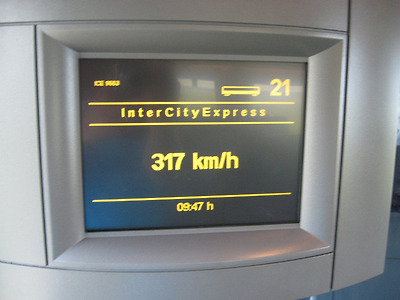 21
InterCityExpress
317 km/h
09:47 h